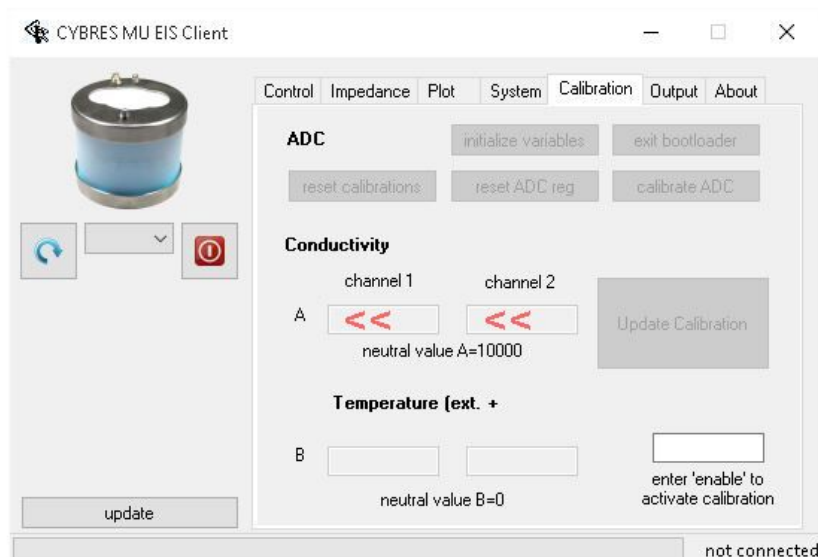 CYBRES MU EIS Client
Control Impedance Plot System Calibration Output About
ADC
initialize variables
exit bootloader
reset calibrations
reset ADC reg
calibrate ADC
Conductivity
channel 1
channel 2
A
<<
<<
Update Calibration
neutral value A=10000
Temperature (ext. +
B
enter 'enable' to
activate calibration
neutral value B=0
update
not connected